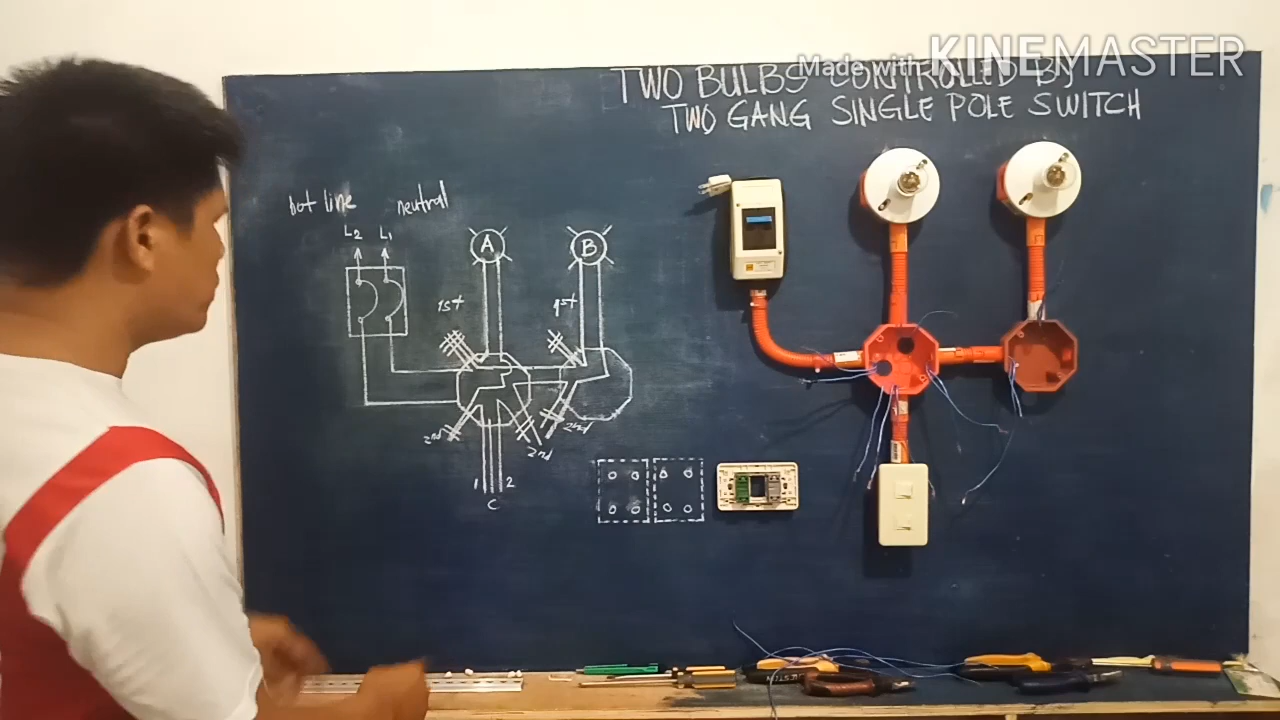 Made with KINEMASTER
TWO BULBS CONTROLED BY
TWO GANG SINGLE POLE SWITCH
hot line neutral
L2 L1
A B
1st 1st
2nd 2nd 2nd
1 2
C